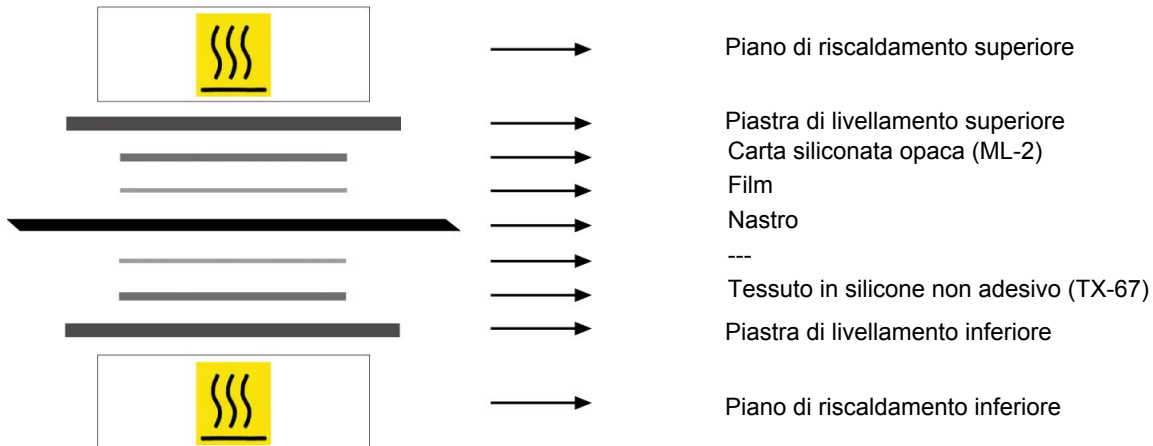 Piano di riscaldamento superiore
Piastra di livellamento superiore
Carta siliconata opaca (ML-2)
Film
Nastro
---
Tessuto in silicone non adesivo (TX-67)
Piastra di livellamento inferiore
Piano di riscaldamento inferiore